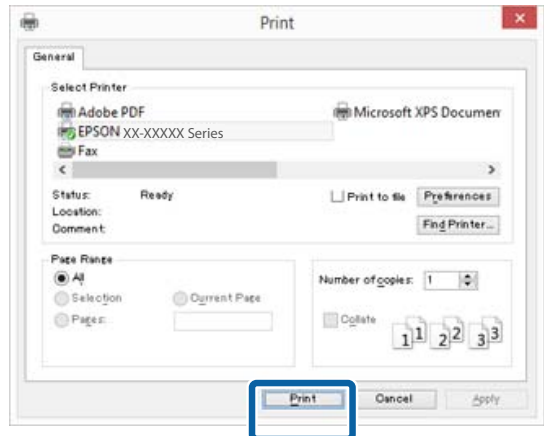 Print
General
Select Printer
Adobe PDF
Microsoft XPS Documen
EPSON XX-XXXXX Series
Fax
Status: Ready
Print to file
Preferences
Location:
Comment:
Find Printer...
Page Range
All
Selection
Current Page
Pages:
Number of copies: 1
Collate
1 1 2 2 3 3
Print
Cancel
Apply